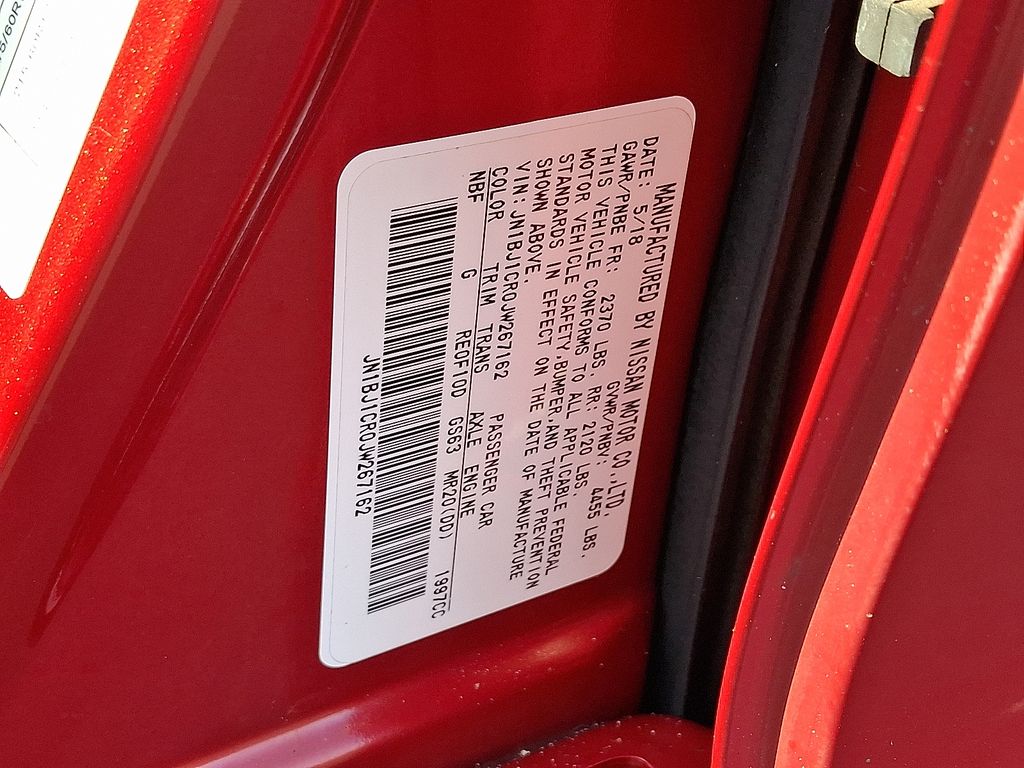 MANUFACTURED BY NISSAN MOTOR CO.,LTD.
DATE: 5/18 GVWR/PNBV: 4455 LBS.
GAWR/PNBE FR: 2370 LBS. RR: 2120 LBS.
THIS VEHICLE CONFORMS TO ALL APPLICABLE FEDERAL
MOTOR VEHICLE SAFETY,BUMPER,AND THEFT PREVENTION
STANDARDS IN EFFECT ON THE DATE OF MANUFACTURE
SHOWN ABOVE.
VIN: JN1BJ1CR0JW267162 PASSENGER CAR
COLOR TRIM TRANS AXLE ENGINE
NBF G RE0F10D GS63 MR20(DD) 1997CC
JN1BJ1CR0JW267162